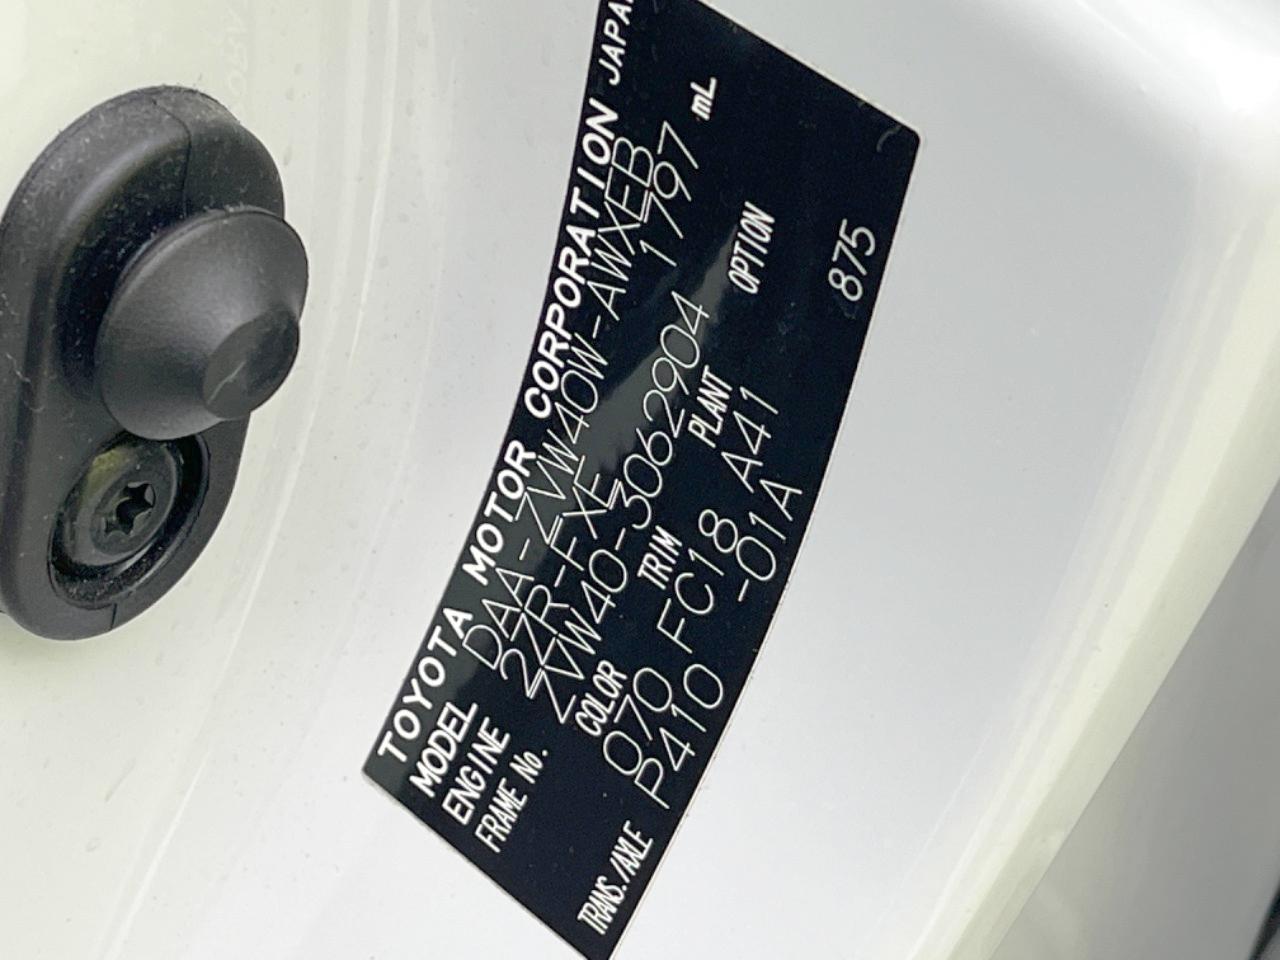 TOYOTA MOTOR CORPORATION JAPAN
MODEL DAA-ZVW40W-AWXEB
ENGINE 2ZR-FXE 1797 mL
FRAME No. ZVW40-3062904
COLOR TRIM PLANT OPTION
070 FC18 A41
TRANS./AXLE P410 -01A 875